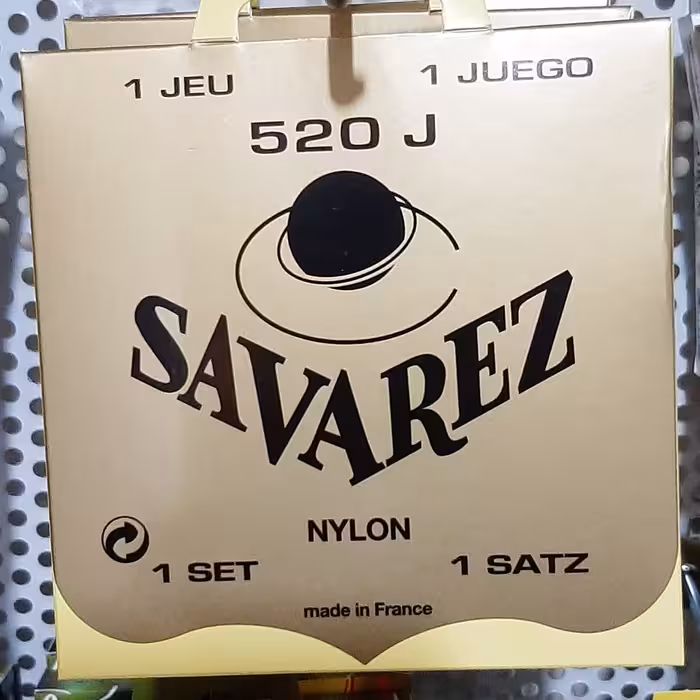 1 JEU 1 JUEGO
520 J
SAVAREZ
NYLON
1 SET 1 SATZ
made in France